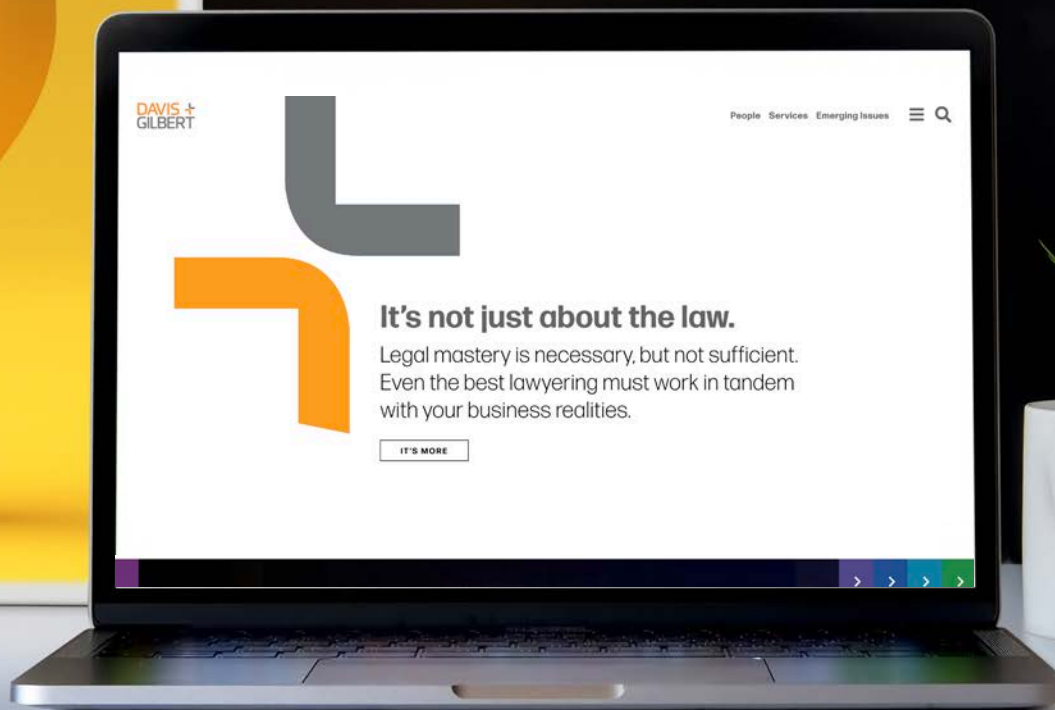 DAVIS +
GILBERT
People Services Emerging Issues
It's not just about the law.
Legal mastery is necessary, but not sufficient.
Even the best lawyering must work in tandem
with your business realities.
IT'S MORE